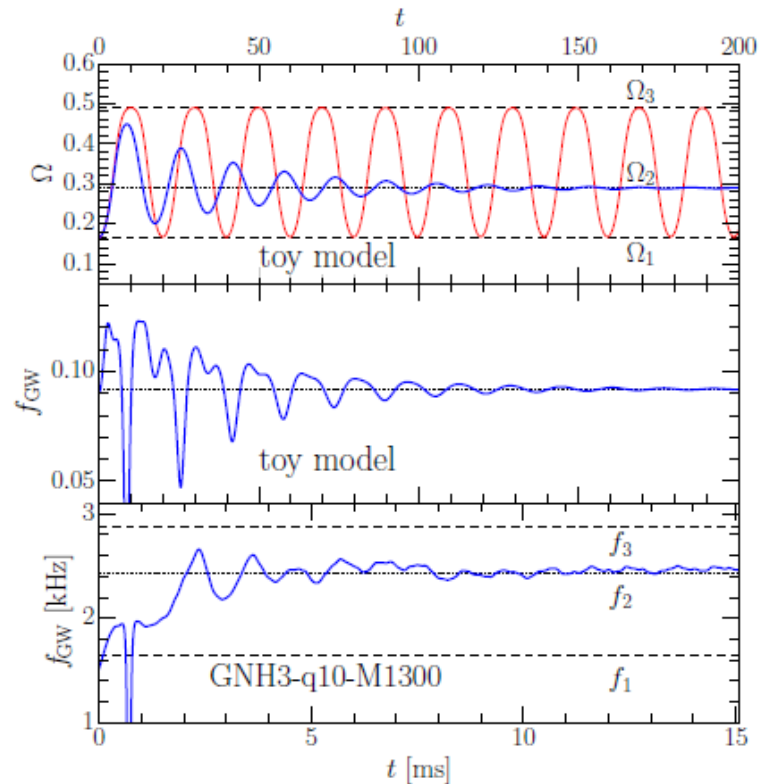 t
0 50 100 150 200
0.6
0.5
0.4
0.3
0.2
0.1
Ω
Ω₃
Ω₂
Ω₁
toy model
0.10
0.05
f_GW
toy model
3
2
1
f_GW [kHz]
f₃
f₂
f₁
GNH3-q10-M1300
0 5 10 15
t [ms]